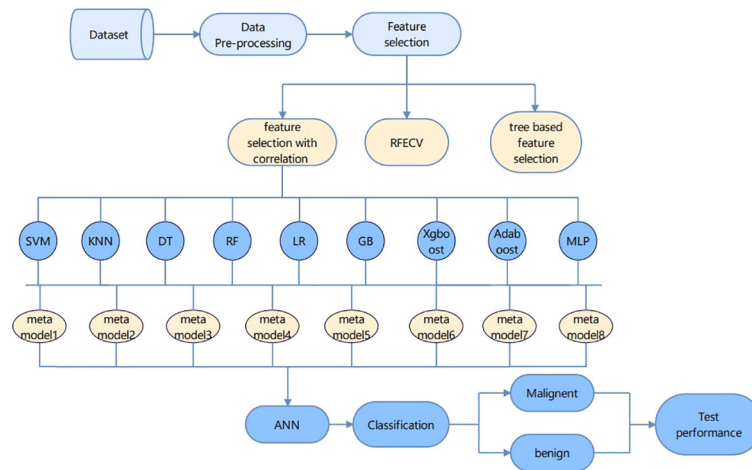 Dataset
Data
Pre-processing
Feature
selection
feature
selection with
correlation
RFECV
tree based
feature
selection
SVM
KNN
DT
RF
LR
GB
Xgbo
ost
Adab
oost
MLP
meta
model1
meta
model2
meta
model3
meta
model4
meta
model5
meta
model6
meta
model7
meta
model8
ANN
Classification
Malignent
benign
Test
performance